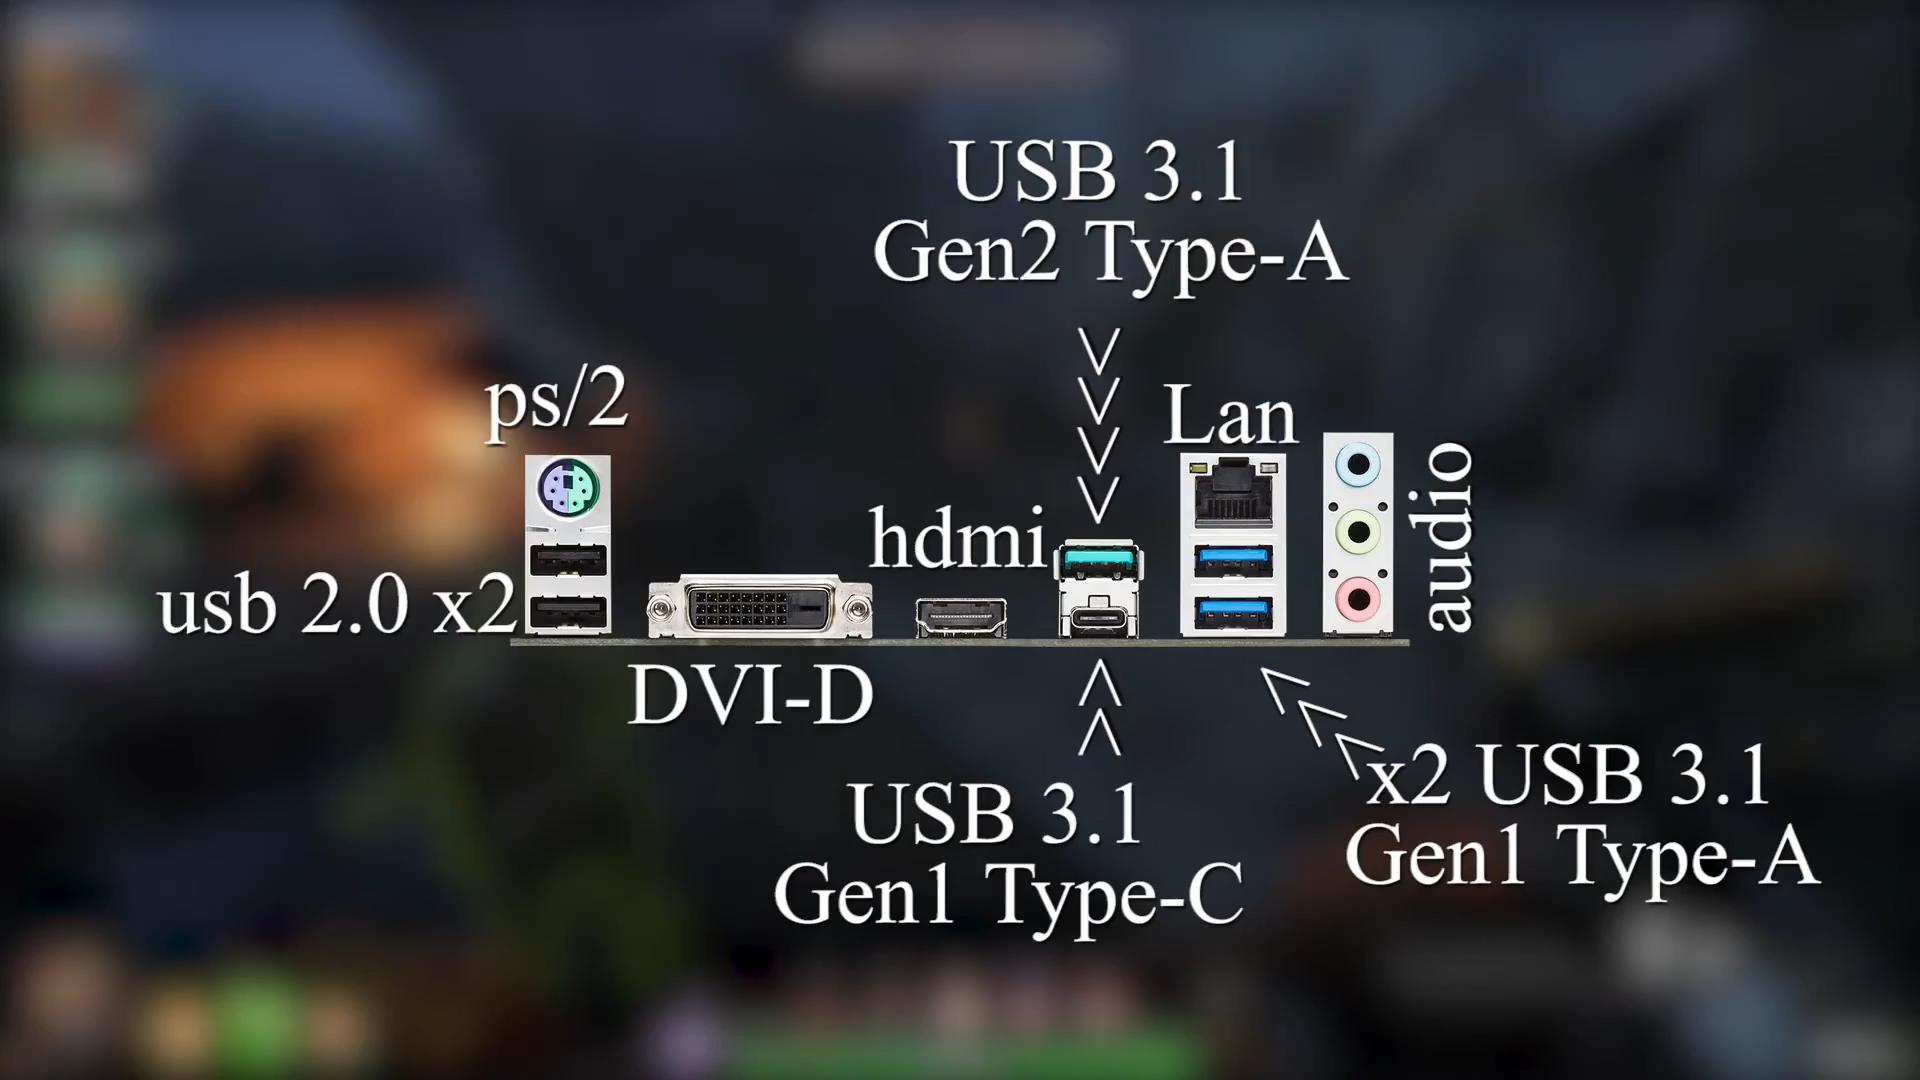 USB 3.1
Gen2 Type-A
ps/2
Lan
hdmi
audio
usb 2.0 x2
DVI-D
x2 USB 3.1
Gen1 Type-A
USB 3.1
Gen1 Type-C